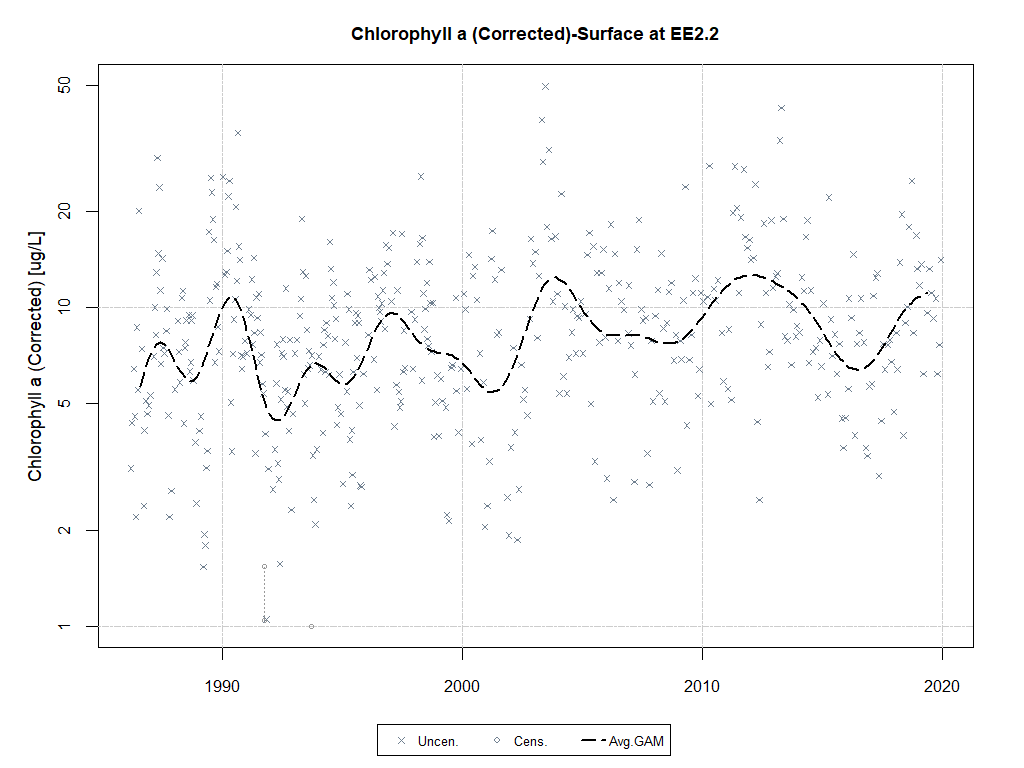 Chlorophyll a (Corrected)-Surface at EE2.2
Chlorophyll a (Corrected) [ug/L]
50
20
10
5
2
1
1990
2000
2010
2020
Uncen.
Cens.
Avg.GAM